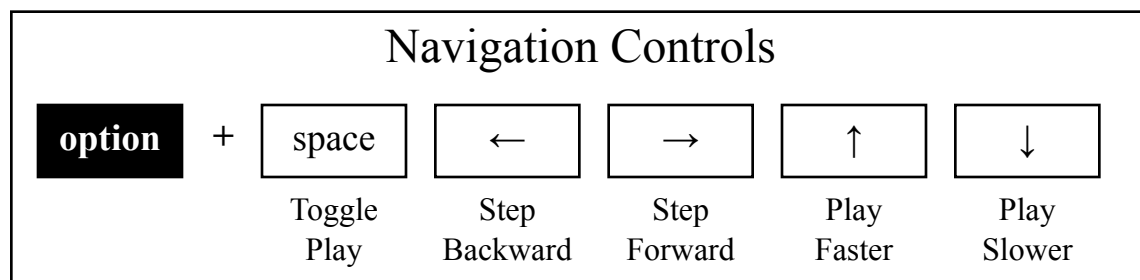 Navigation Controls
option + space ← → ↑ ↓
Toggle Step Step Play Play
Play Backward Forward Faster Slower